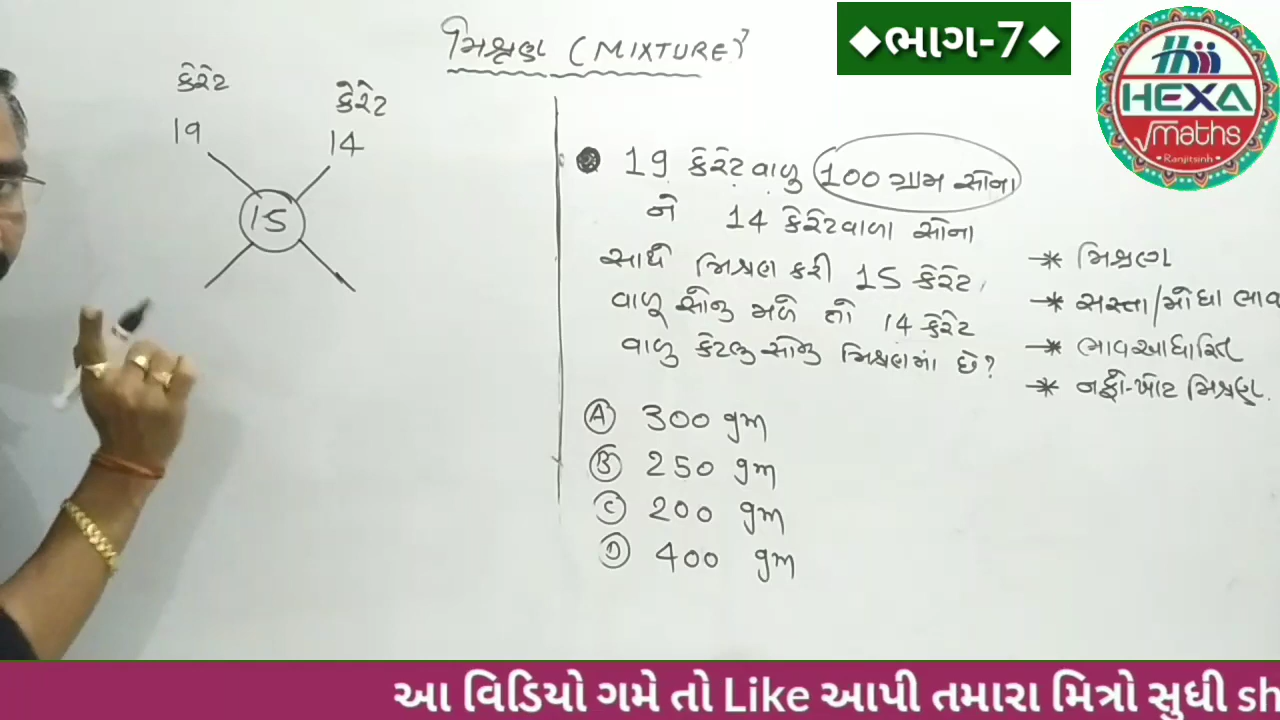 મિશ્રણ (MIXTURE)
◆ભાગ-7◆
HEXA
√maths
• Ranjitsinh •
કેરેટ કેરેટ
19 14
15
19 કેરેટવાળુ 100 ગ્રામ સોના
ને 14 કેરેટવાળા સોના
સાથે મિશ્રણ કરી 15 કેરેટ
વાળુ સોનુ મળે તો 14 કેરેટ
વાળુ કેટલુ સોનુ મિશ્રણમાં છે?
A 300 gm
B 250 gm
C 200 gm
D 400 gm
* મિશ્રણ
* સસ્તા/મોંઘા ભાવ
* ભાવઆધારિત
* નફો-ખોટ મિશ્રણ.
આ વિડિયો ગમે તો Like આપી તમારા મિત્રો સુધી sh